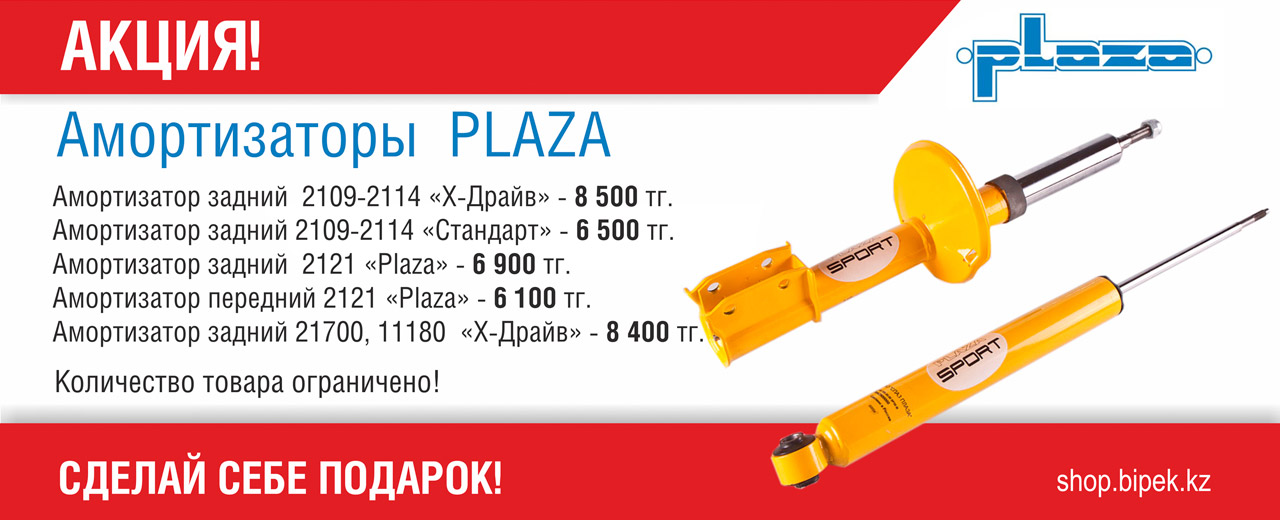 АКЦИЯ!
plaza
Амортизаторы PLAZA
Амортизатор задний 2109-2114 «Х-Драйв» - 8 500 тг.
Амортизатор задний 2109-2114 «Стандарт» - 6 500 тг.
Амортизатор задний 2121 «Plaza» - 6 900 тг.
Амортизатор передний 2121 «Plaza» - 6 100 тг.
Амортизатор задний 21700, 11180 «Х-Драйв» - 8 400 тг.
Количество товара ограничено!
SPORT
SPORT
СДЕЛАЙ СЕБЕ ПОДАРОК!
shop.bipek.kz